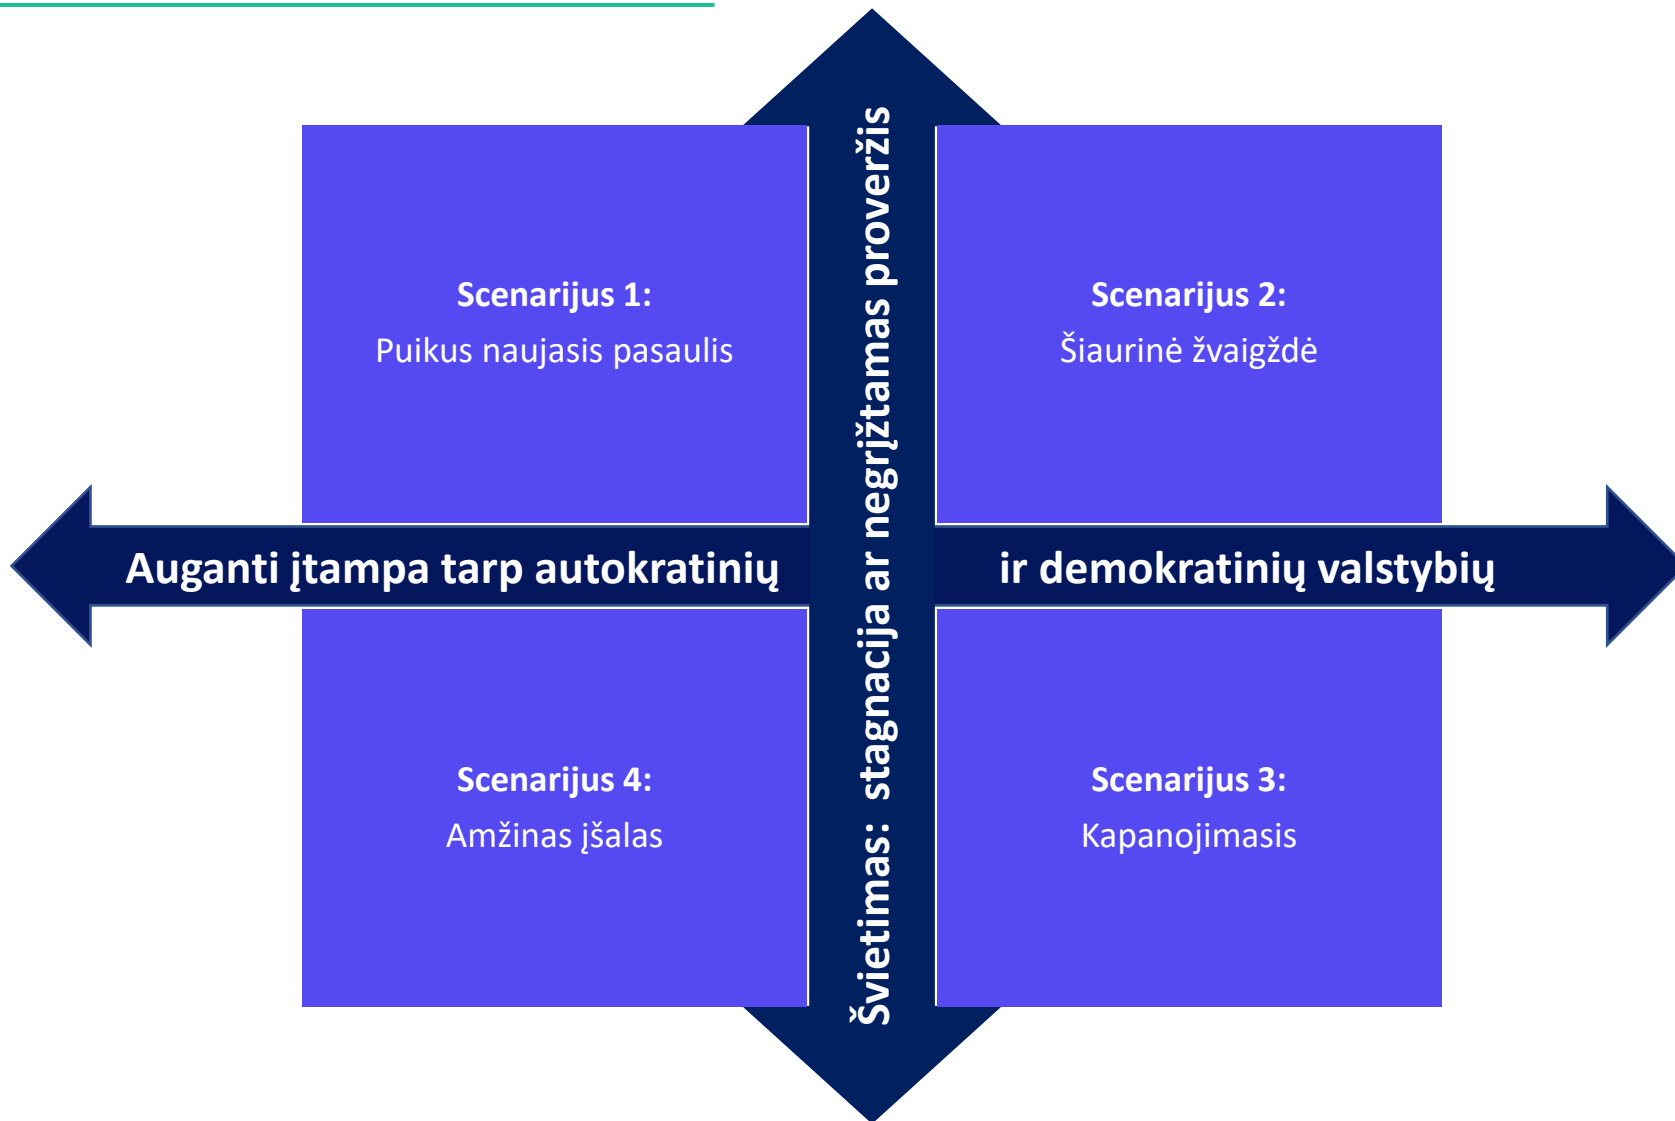 Scenarijus 1:
Puikus naujasis pasaulis
Scenarijus 2:
Šiaurinė žvaigždė
Auganti įtampa tarp autokratinių
ir demokratinių valstybių
Švietimas: stagnacija ar negrįžtamas proveržis
Scenarijus 4:
Amžinas įšalas
Scenarijus 3:
Kapanojimasis